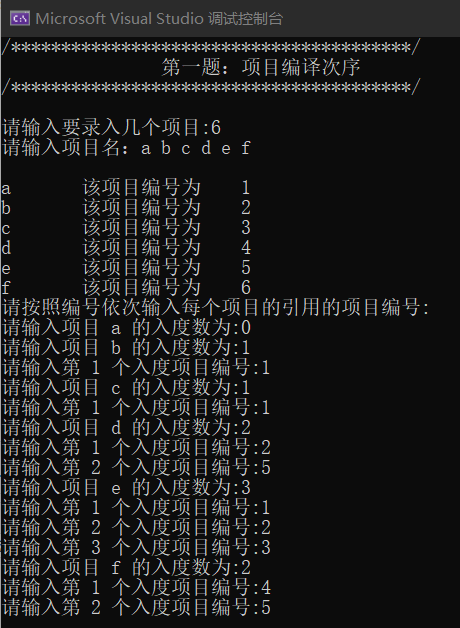 Microsoft Visual Studio 调试控制台
/****************************************/
第一题：项目编译次序
/****************************************/
请输入要录入几个项目:6
请输入项目名：a b c d e f
a 该项目编号为 1
b 该项目编号为 2
c 该项目编号为 3
d 该项目编号为 4
e 该项目编号为 5
f 该项目编号为 6
请按照编号依次输入每个项目的引用的项目编号:
请输入项目 a 的入度数为:0
请输入项目 b 的入度数为:1
请输入第 1 个入度项目编号:1
请输入项目 c 的入度数为:1
请输入第 1 个入度项目编号:1
请输入项目 d 的入度数为:2
请输入第 1 个入度项目编号:2
请输入第 2 个入度项目编号:5
请输入项目 e 的入度数为:3
请输入第 1 个入度项目编号:1
请输入第 2 个入度项目编号:2
请输入第 3 个入度项目编号:3
请输入项目 f 的入度数为:2
请输入第 1 个入度项目编号:4
请输入第 2 个入度项目编号:5